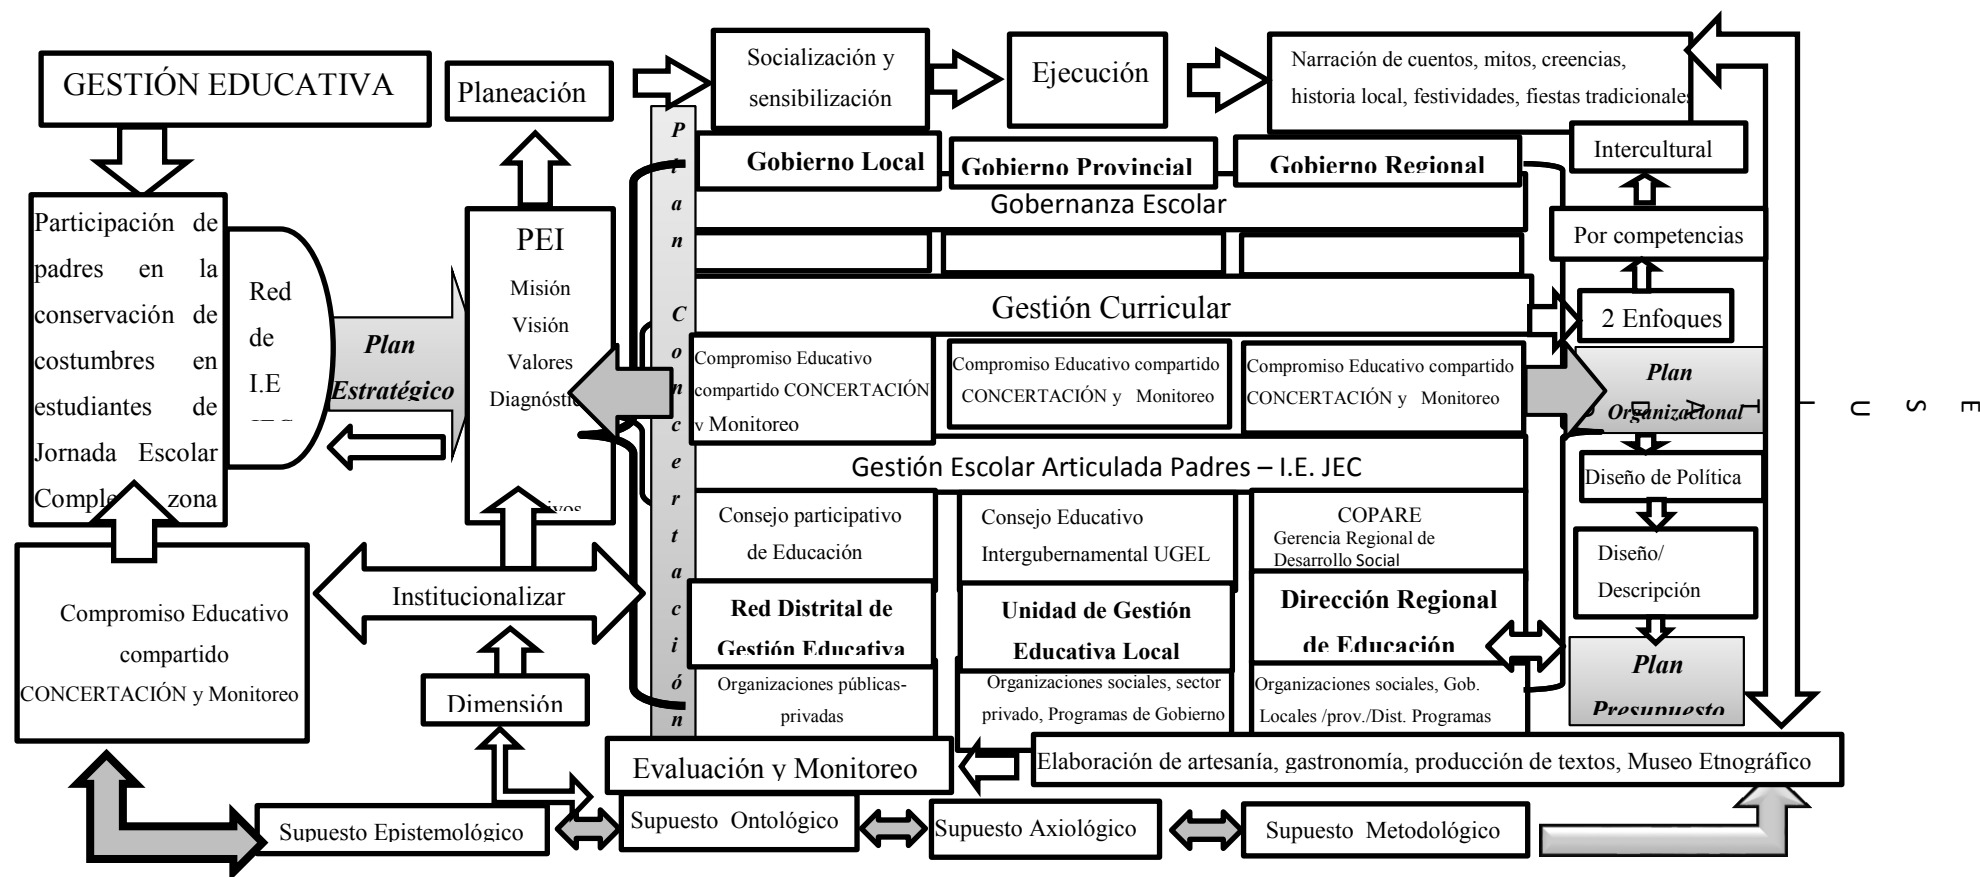 GESTIÓN EDUCATIVA
Planeación
Socialización y
sensibilización
Ejecución
Narración de cuentos, mitos, creencias,
historia local, festividades, fiestas tradicionales
Intercultural
Por competencias
2 Enfoques
Participación de
padres en la
conservación de
costumbres en
estudiantes de
Jornada Escolar
zona
Red
de
I.E
Plan
Estratégico
PEI
Misión
Visión
Valores
Plan Concertación
Gobierno Local
Gobierno Provincial
Gobierno Regional
Gobernanza Escolar
Gestión Curricular
Compromiso Educativo
compartido CONCERTACIÓN
y Monitoreo
Compromiso Educativo compartido
CONCERTACIÓN y Monitoreo
Compromiso Educativo compartido
CONCERTACIÓN y Monitoreo
Gestión Escolar Articulada Padres – I.E. JEC
Consejo participativo
de Educación
Consejo Educativo
Intergubernamental UGEL
COPARE
Gerencia Regional de
Desarrollo Social
Red Distrital de
Gestión Educativa
Unidad de Gestión
Educativa Local
Dirección Regional
de Educación
Organizaciones públicas-
privadas
Organizaciones sociales, sector
privado, Programas de Gobierno
Organizaciones sociales, Gob.
Locales /prov./Dist. Programas
Plan
Organizacional
Diseño de Política
Diseño/
Descripción
Plan
Presupuesto
Compromiso Educativo
compartido
CONCERTACIÓN y Monitoreo
Institucionalizar
Dimensión
Evaluación y Monitoreo
Elaboración de artesanía, gastronomía, producción de textos, Museo Etnográfico
Supuesto Epistemológico
Supuesto Ontológico
Supuesto Axiológico
Supuesto Metodológico